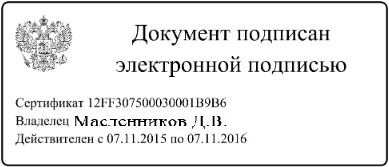 Документ подписан
электронной подписью
Сертификат 12FF307500030001B9B6
Владелец Масленников Д.В.
Действителен с 07.11.2015 по 07.11.2016